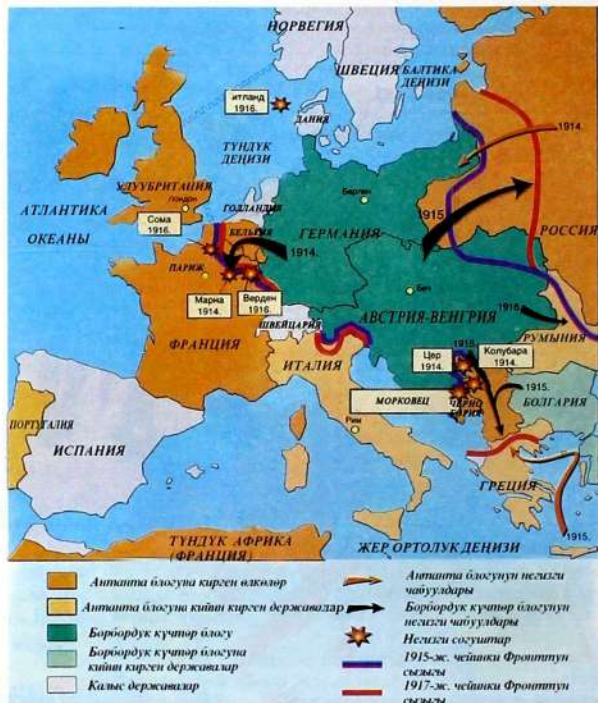 НОРВЕГИЯ
ШВЕЦИЯ
БАЛТИКА
ДЕҢИЗИ
итланд
1916.
ДАНИЯ
ТҮНДҮК
ДЕҢИЗИ
1914.
УЛУУБРИТАНИЯ
Лондон
ГОЛЛАНДИЯ
Берлин
АТЛАНТИКА
ОКЕАНЫ
Сома
1916.
БЕЛЬГИЯ
ГЕРМАНИЯ
1915
РОССИЯ
1914.
ПАРИЖ
Марна
1914.
Верден
1916.
Вич
АВСТРИЯ-ВЕНГРИЯ
1916
РУМЫНИЯ
ШВЕЙЦАРИЯ
ФРАНЦИЯ
ИТАЛИЯ
Цер
1914.
1915.
Колубара
1914.
1915.
МОРКОВЕЦ
БОЛГАРИЯ
ПОРТУГАЛИЯ
ИСПАНИЯ
Рим
ГРЕЦИЯ
1915.
ТҮНДҮК АФРИКА
(ФРАНЦИЯ)
ЖЕР ОРТОЛУК ДЕҢИЗИ
Антанта блогуна кирген өлкөлөр
Антанта блогуна кийин кирген державалар
Борбордук күчтөр блогу
Борбордук күчтөр блогуна
кийин кирген державалар
Калыс державалар
Антанта блогунун негизги
чабуулдары
Борбордук күчтөр блогунун
негизги чабуулдары
Негизги согуштар
1915-ж. чейинки Фронттун
сызыгы
1917-ж. чейинки Фронттун
сызыгы